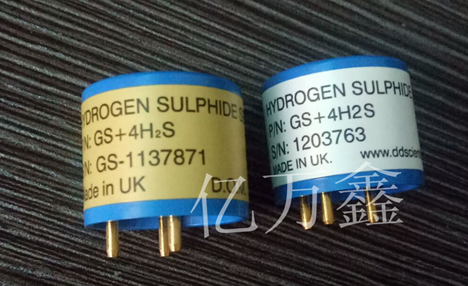 HYDROGEN SULPHIDE
P/N: GS+4H₂S
S/N: GS-1137871
Made in UK
D.O.M
HYDROGEN SULPHIDE
P/N: GS+4H2S
S/N: 1203763
MADE IN UK.
www.ddscien
亿万鑫